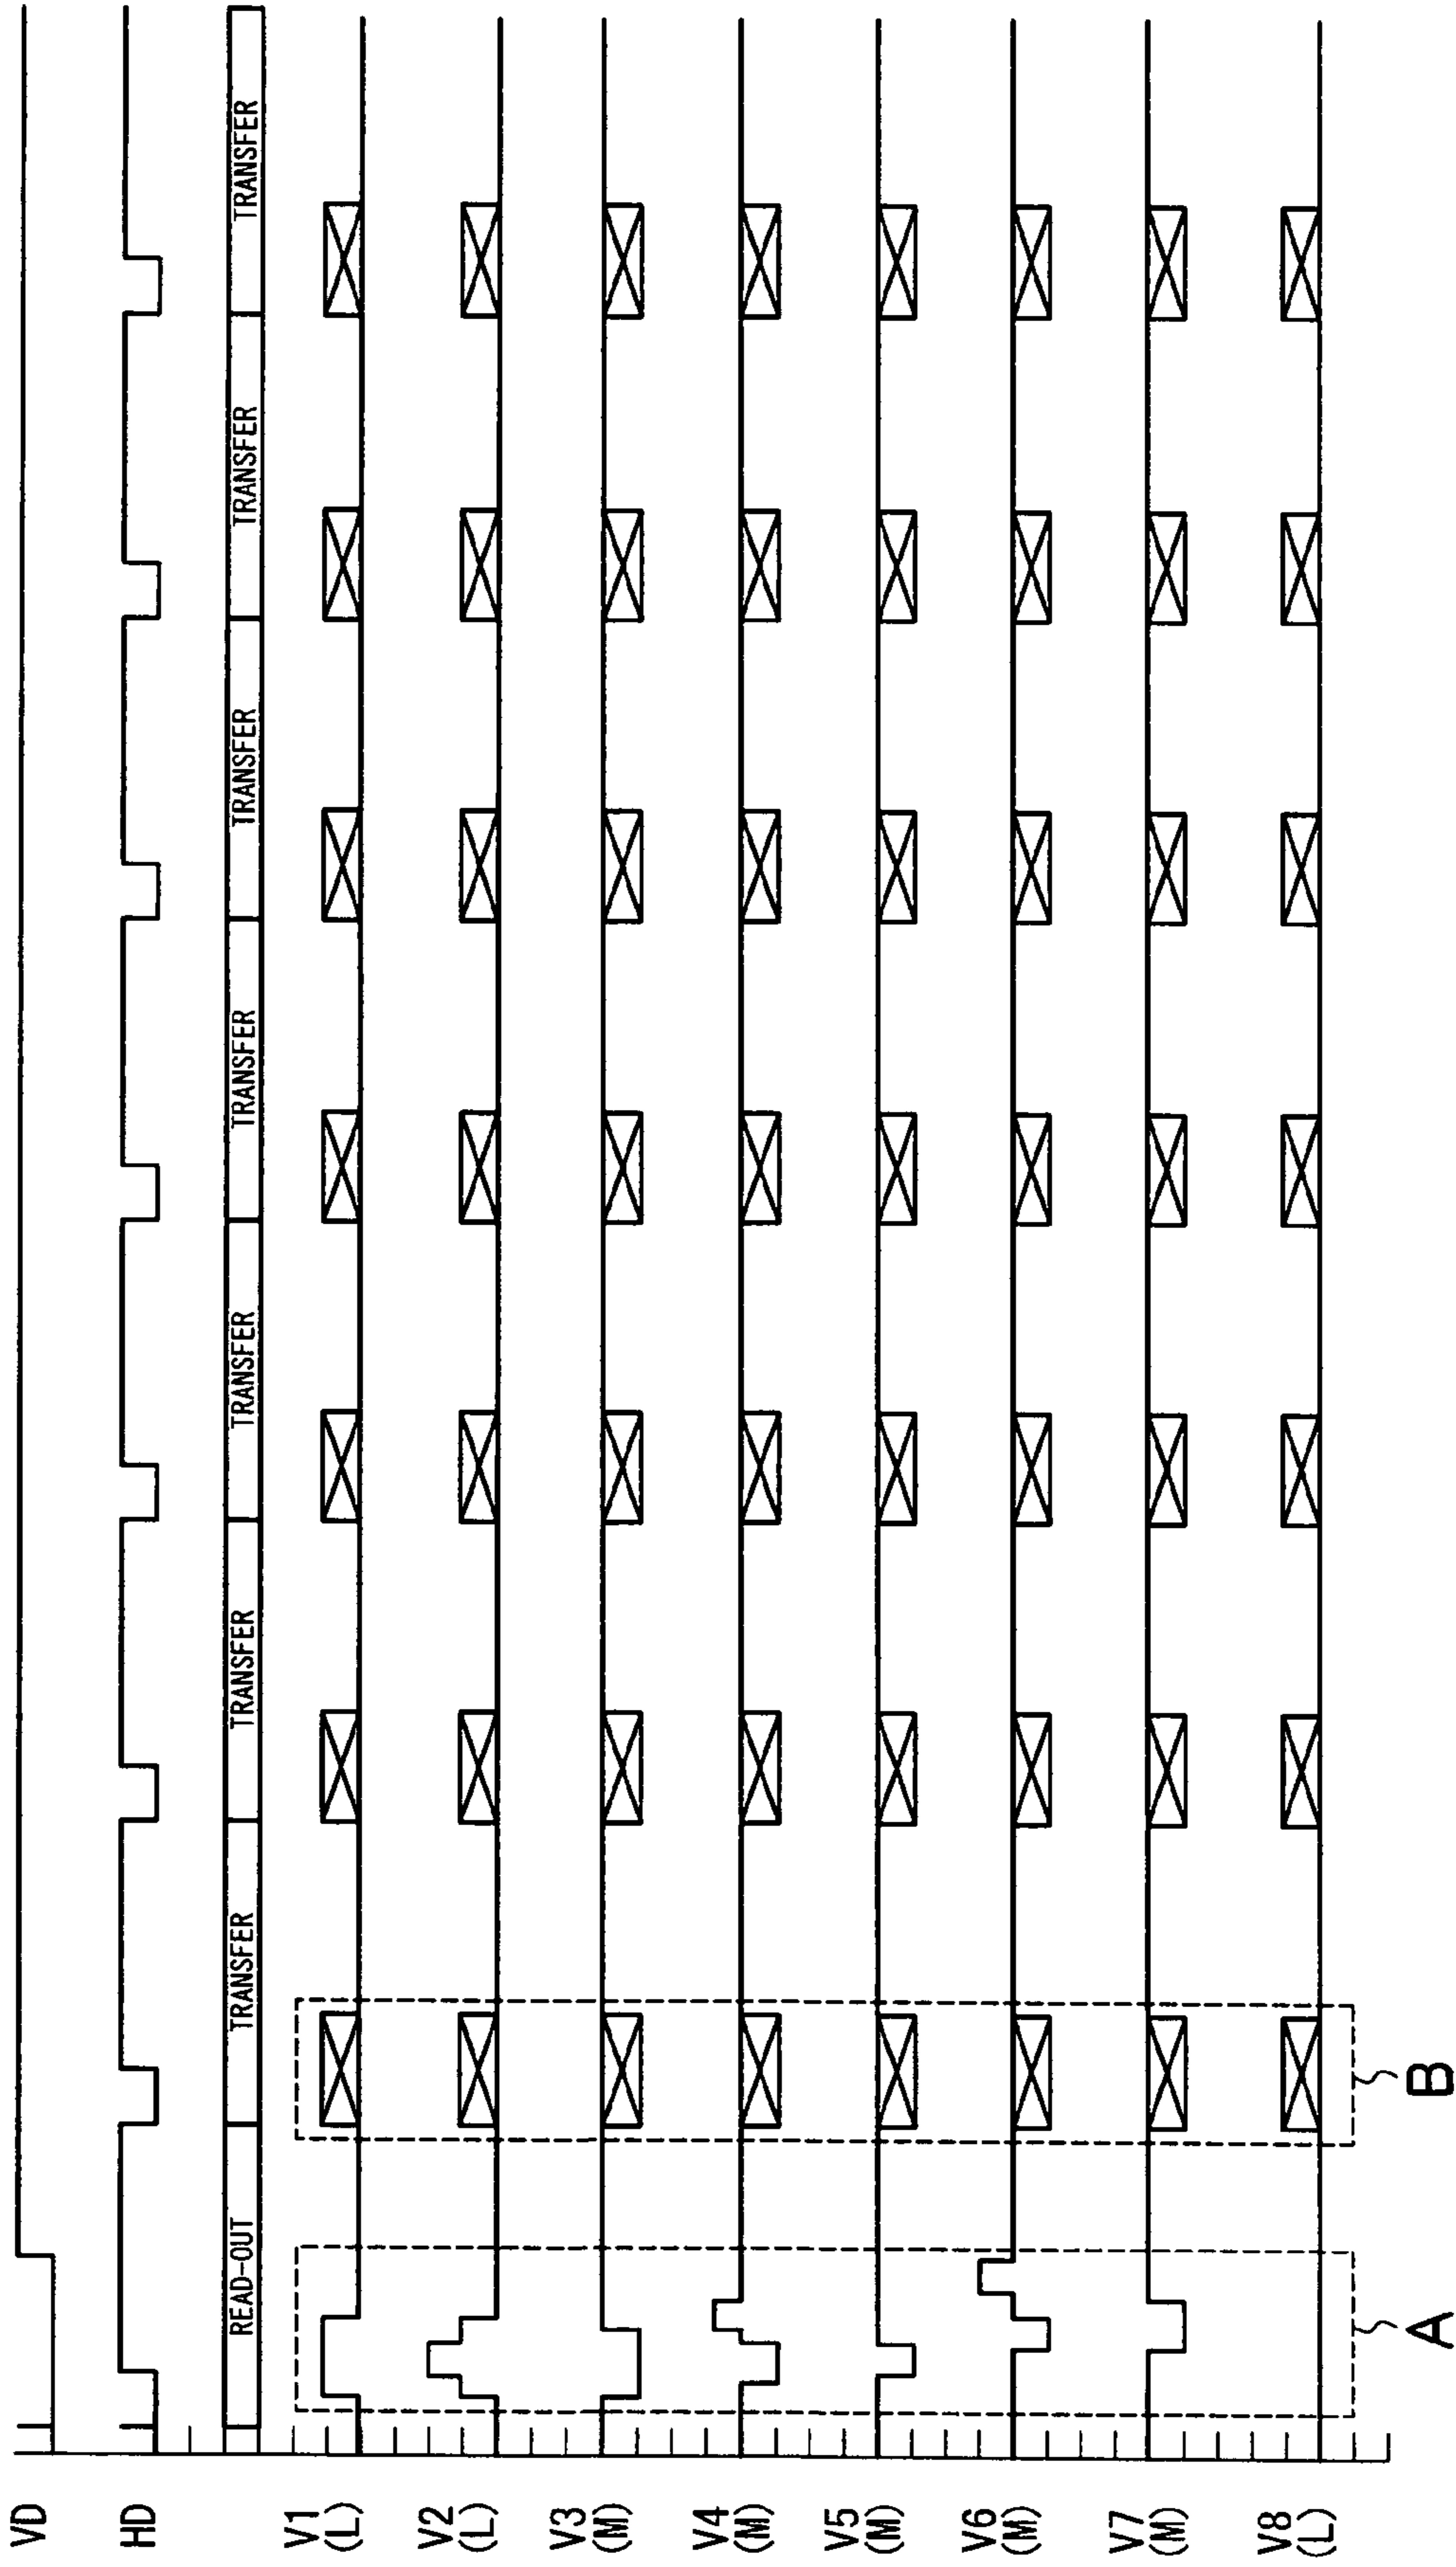 VD
HD
READ-OUT TRANSFER TRANSFER TRANSFER TRANSFER TRANSFER TRANSFER TRANSFER
V1
(L)
V2
(L)
V3
(M)
V4
(M)
V5
(M)
V6
(M)
V7
(M)
V8
(L)
A B